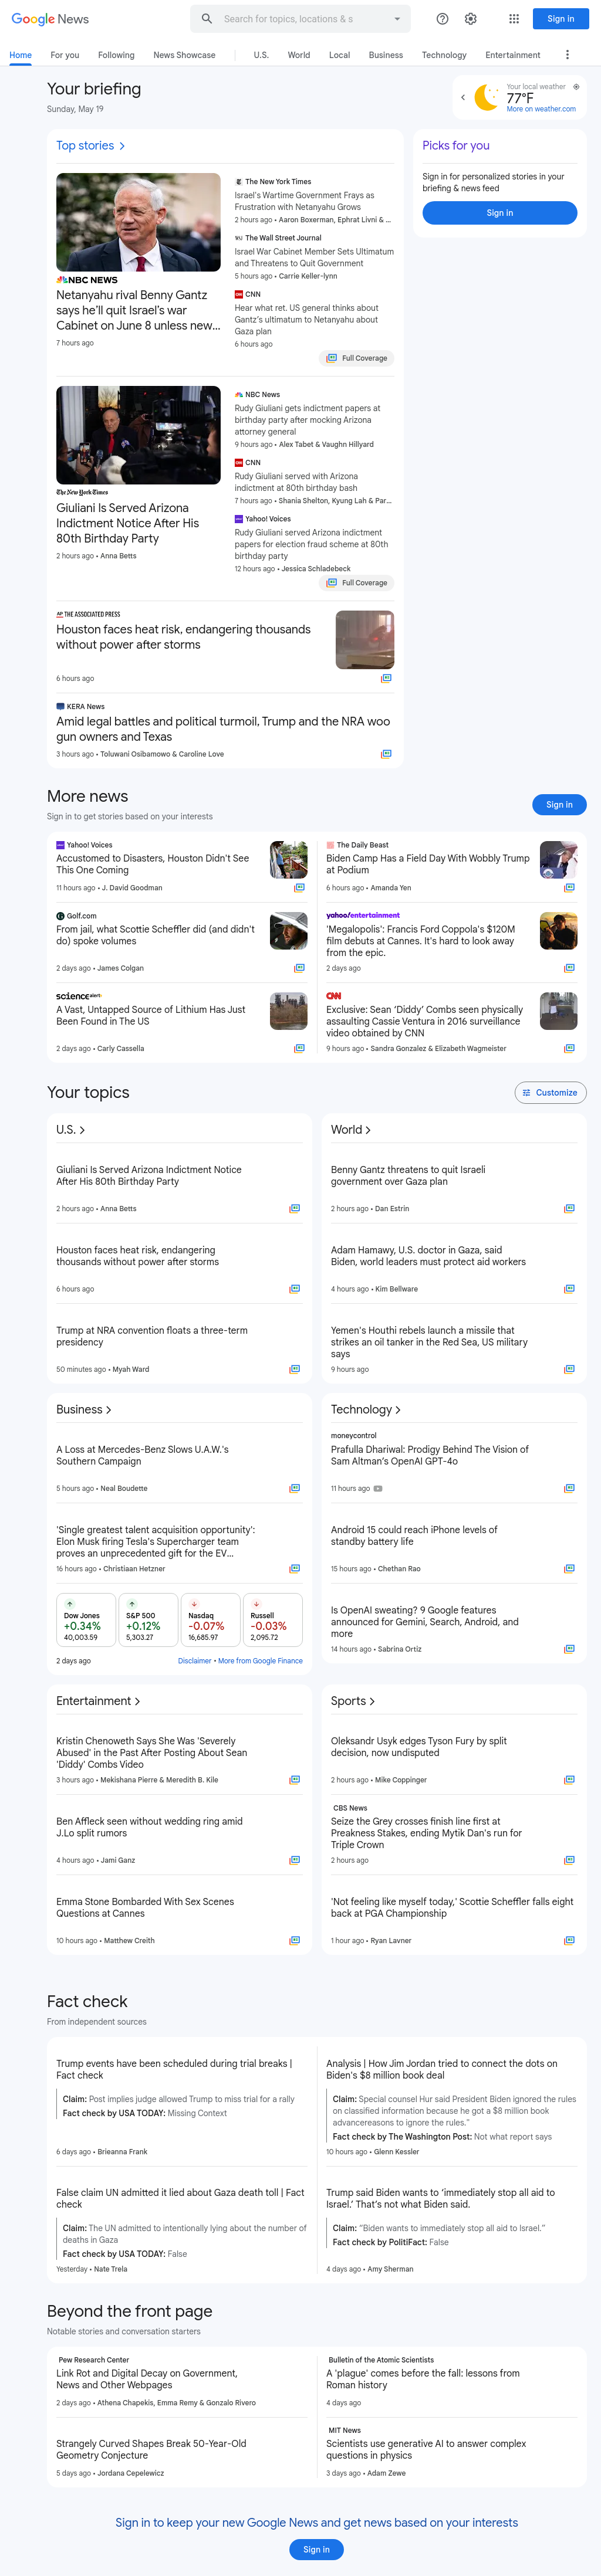 Google News
Search for topics, locations & s
Sign in
Home
For you
Following
News Showcase
U.S.
World
Local
Business
Technology
Entertainment
Your briefing
Sunday, May 19
Your local weather
77°F
More on weather.com
Top stories
NBC NEWS
Netanyahu rival Benny Gantz
says he'll quit Israel's war
Cabinet on June 8 unless new...
7 hours ago
The New York Times
Israel's Wartime Government Frays as
Frustration with Netanyahu Grows
2 hours ago • Aaron Boxerman, Ephrat Livni & ...
The Wall Street Journal
Israel War Cabinet Member Sets Ultimatum
and Threatens to Quit Government
5 hours ago • Carrie Keller-lynn
CNN
Hear what ret. US general thinks about
Gantz's ultimatum to Netanyahu about
Gaza plan
6 hours ago
Full Coverage
Picks for you
Sign in for personalized stories in your
briefing & news feed
Sign in
The New York Times
Giuliani Is Served Arizona
Indictment Notice After His
80th Birthday Party
2 hours ago • Anna Betts
NBC News
Rudy Giuliani gets indictment papers at
birthday party after mocking Arizona
attorney general
9 hours ago • Alex Tabet & Vaughn Hillyard
CNN
Rudy Giuliani served with Arizona
indictment at 80th birthday bash
7 hours ago • Shania Shelton, Kyung Lah & Par...
Yahoo! Voices
Rudy Giuliani served Arizona indictment
papers for election fraud scheme at 80th
birthday party
12 hours ago • Jessica Schladebeck
Full Coverage
AP THE ASSOCIATED PRESS
Houston faces heat risk, endangering thousands
without power after storms
6 hours ago
KERA News
Amid legal battles and political turmoil, Trump and the NRA woo
gun owners and Texas
3 hours ago • Toluwani Osibamowo & Caroline Love
More news
Sign in to get stories based on your interests
Sign in
Yahoo! Voices
Accustomed to Disasters, Houston Didn't See
This One Coming
11 hours ago • J. David Goodman
The Daily Beast
Biden Camp Has a Field Day With Wobbly Trump
at Podium
6 hours ago • Amanda Yen
Golf.com
From jail, what Scottie Scheffler did (and didn't
do) spoke volumes
2 days ago • James Colgan
yahoo!entertainment
'Megalopolis': Francis Ford Coppola's $120M
film debuts at Cannes. It's hard to look away
from the epic.
2 days ago
science alert
A Vast, Untapped Source of Lithium Has Just
Been Found in The US
2 days ago • Carly Cassella
CNN
Exclusive: Sean 'Diddy' Combs seen physically
assaulting Cassie Ventura in 2016 surveillance
video obtained by CNN
9 hours ago • Sandra Gonzalez & Elizabeth Wagmeister
Your topics
Customize
U.S.
Giuliani Is Served Arizona Indictment Notice
After His 80th Birthday Party
2 hours ago • Anna Betts
Houston faces heat risk, endangering
thousands without power after storms
6 hours ago
Trump at NRA convention floats a three-term
presidency
50 minutes ago • Myah Ward
World
Benny Gantz threatens to quit Israeli
government over Gaza plan
2 hours ago • Dan Estrin
Adam Hamawy, U.S. doctor in Gaza, said
Biden, world leaders must protect aid workers
4 hours ago • Kim Bellware
Yemen's Houthi rebels launch a missile that
strikes an oil tanker in the Red Sea, US military
says
9 hours ago
Business
A Loss at Mercedes-Benz Slows U.A.W.'s
Southern Campaign
5 hours ago • Neal Boudette
'Single greatest talent acquisition opportunity':
Elon Musk firing Tesla's Supercharger team
proves an unprecedented gift for the EV...
16 hours ago • Christiaan Hetzner
Dow Jones
+0.34%
40,003.59
S&P 500
+0.12%
5,303.27
Nasdaq
-0.07%
16,685.97
Russell
-0.03%
2,095.72
2 days ago
Disclaimer • More from Google Finance
Technology
moneycontrol
Prafulla Dhariwal: Prodigy Behind The Vision of
Sam Altman's OpenAI GPT-4o
11 hours ago
Android 15 could reach iPhone levels of
standby battery life
15 hours ago • Chethan Rao
Is OpenAI sweating? 9 Google features
announced for Gemini, Search, Android, and
more
14 hours ago • Sabrina Ortiz
Entertainment
Kristin Chenoweth Says She Was 'Severely
Abused' in the Past After Posting About Sean
'Diddy' Combs Video
3 hours ago • Mekishana Pierre & Meredith B. Kile
Ben Affleck seen without wedding ring amid
J.Lo split rumors
4 hours ago • Jami Ganz
Emma Stone Bombarded With Sex Scenes
Questions at Cannes
10 hours ago • Matthew Creith
Sports
Oleksandr Usyk edges Tyson Fury by split
decision, now undisputed
2 hours ago • Mike Coppinger
CBS News
Seize the Grey crosses finish line first at
Preakness Stakes, ending Mytik Dan's run for
Triple Crown
2 hours ago
'Not feeling like myself today,' Scottie Scheffler falls eight
back at PGA Championship
1 hour ago • Ryan Lavner
Fact check
From independent sources
Trump events have been scheduled during trial breaks |
Fact check
Claim: Post implies judge allowed Trump to miss trial for a rally
Fact check by USA TODAY: Missing Context
6 days ago • Brieanna Frank
Analysis | How Jim Jordan tried to connect the dots on
Biden's $8 million book deal
Claim: Special counsel Hur said President Biden ignored the rules
on classified information because he got a $8 million book
advancereasons to ignore the rules."
Fact check by The Washington Post: Not what report says
10 hours ago • Glenn Kessler
False claim UN admitted it lied about Gaza death toll | Fact
check
Claim: The UN admitted to intentionally lying about the number of
deaths in Gaza
Fact check by USA TODAY: False
Yesterday • Nate Trela
Trump said Biden wants to 'immediately stop all aid to
Israel.' That's not what Biden said.
Claim: "Biden wants to immediately stop all aid to Israel."
Fact check by PolitiFact: False
4 days ago • Amy Sherman
Beyond the front page
Notable stories and conversation starters
Pew Research Center
Link Rot and Digital Decay on Government,
News and Other Webpages
2 days ago • Athena Chapekis, Emma Remy & Gonzalo Rivero
Bulletin of the Atomic Scientists
A 'plague' comes before the fall: lessons from
Roman history
4 days ago
Strangely Curved Shapes Break 50-Year-Old
Geometry Conjecture
5 days ago • Jordana Cepelewicz
MIT News
Scientists use generative AI to answer complex
questions in physics
3 days ago • Adam Zewe
Sign in to keep your new Google News and get news based on your interests
Sign in